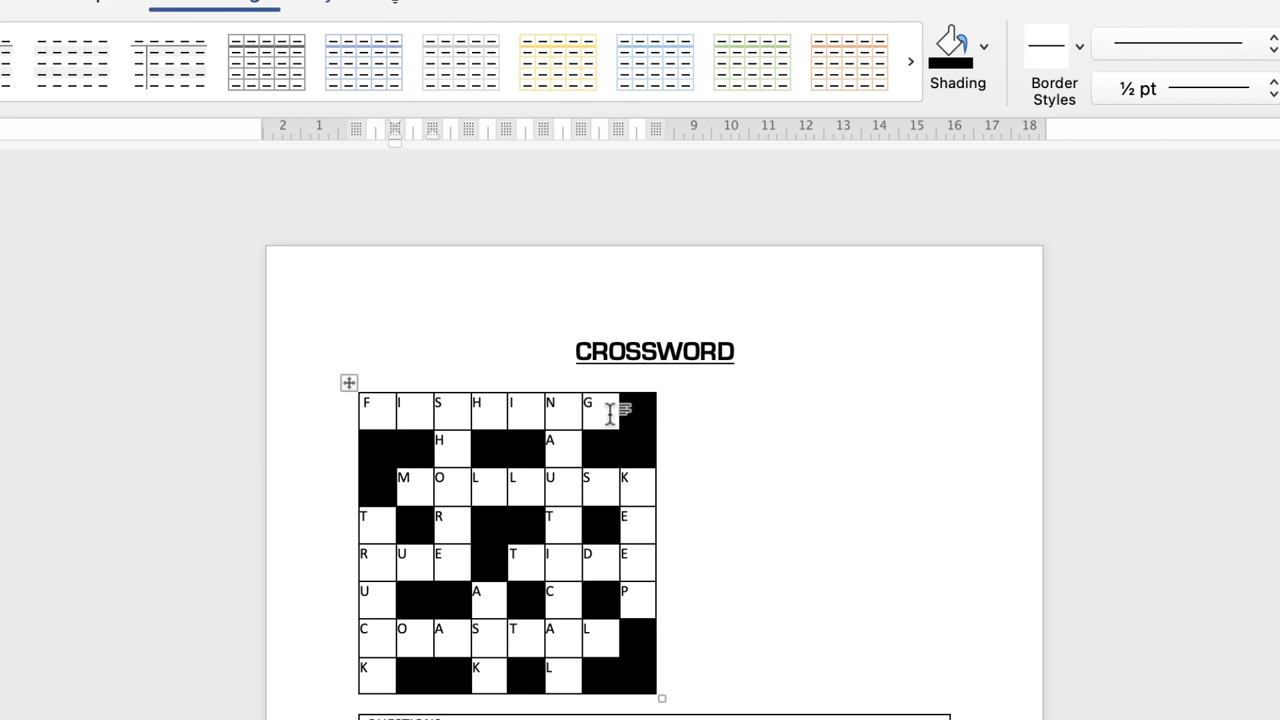 Shading
Border
Styles
½ pt
2 1 9 10 11 12 13 14 15 16 17 18
CROSSWORD
F I S H I N G
H A
M O L L U S K
T R T E
R U E T I D E
U A C P
C O A S T A L
K K L
QUESTIONS